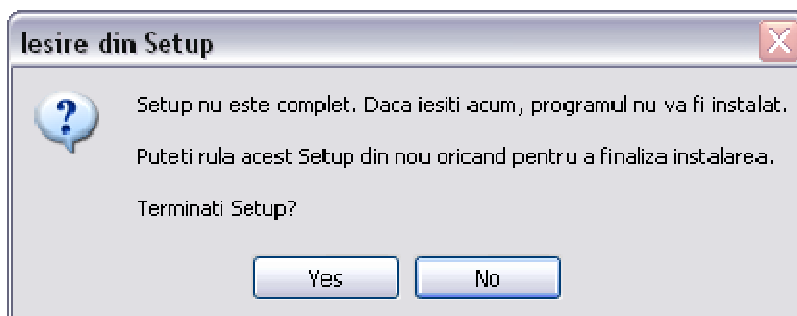 Iesire din Setup
Setup nu este complet. Daca iesiti acum, programul nu va fi instalat.
Puteti rula acest Setup din nou oricand pentru a finaliza instalarea.
Terminati Setup?
Yes
No